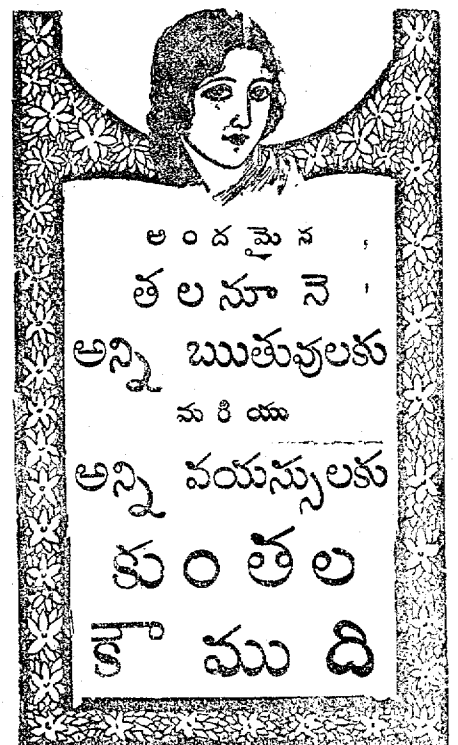 అందమైన
తలనూనె
అన్ని ఋతువులకు
మరియు
అన్ని వయస్సులకు
కుంతల
కౌముది